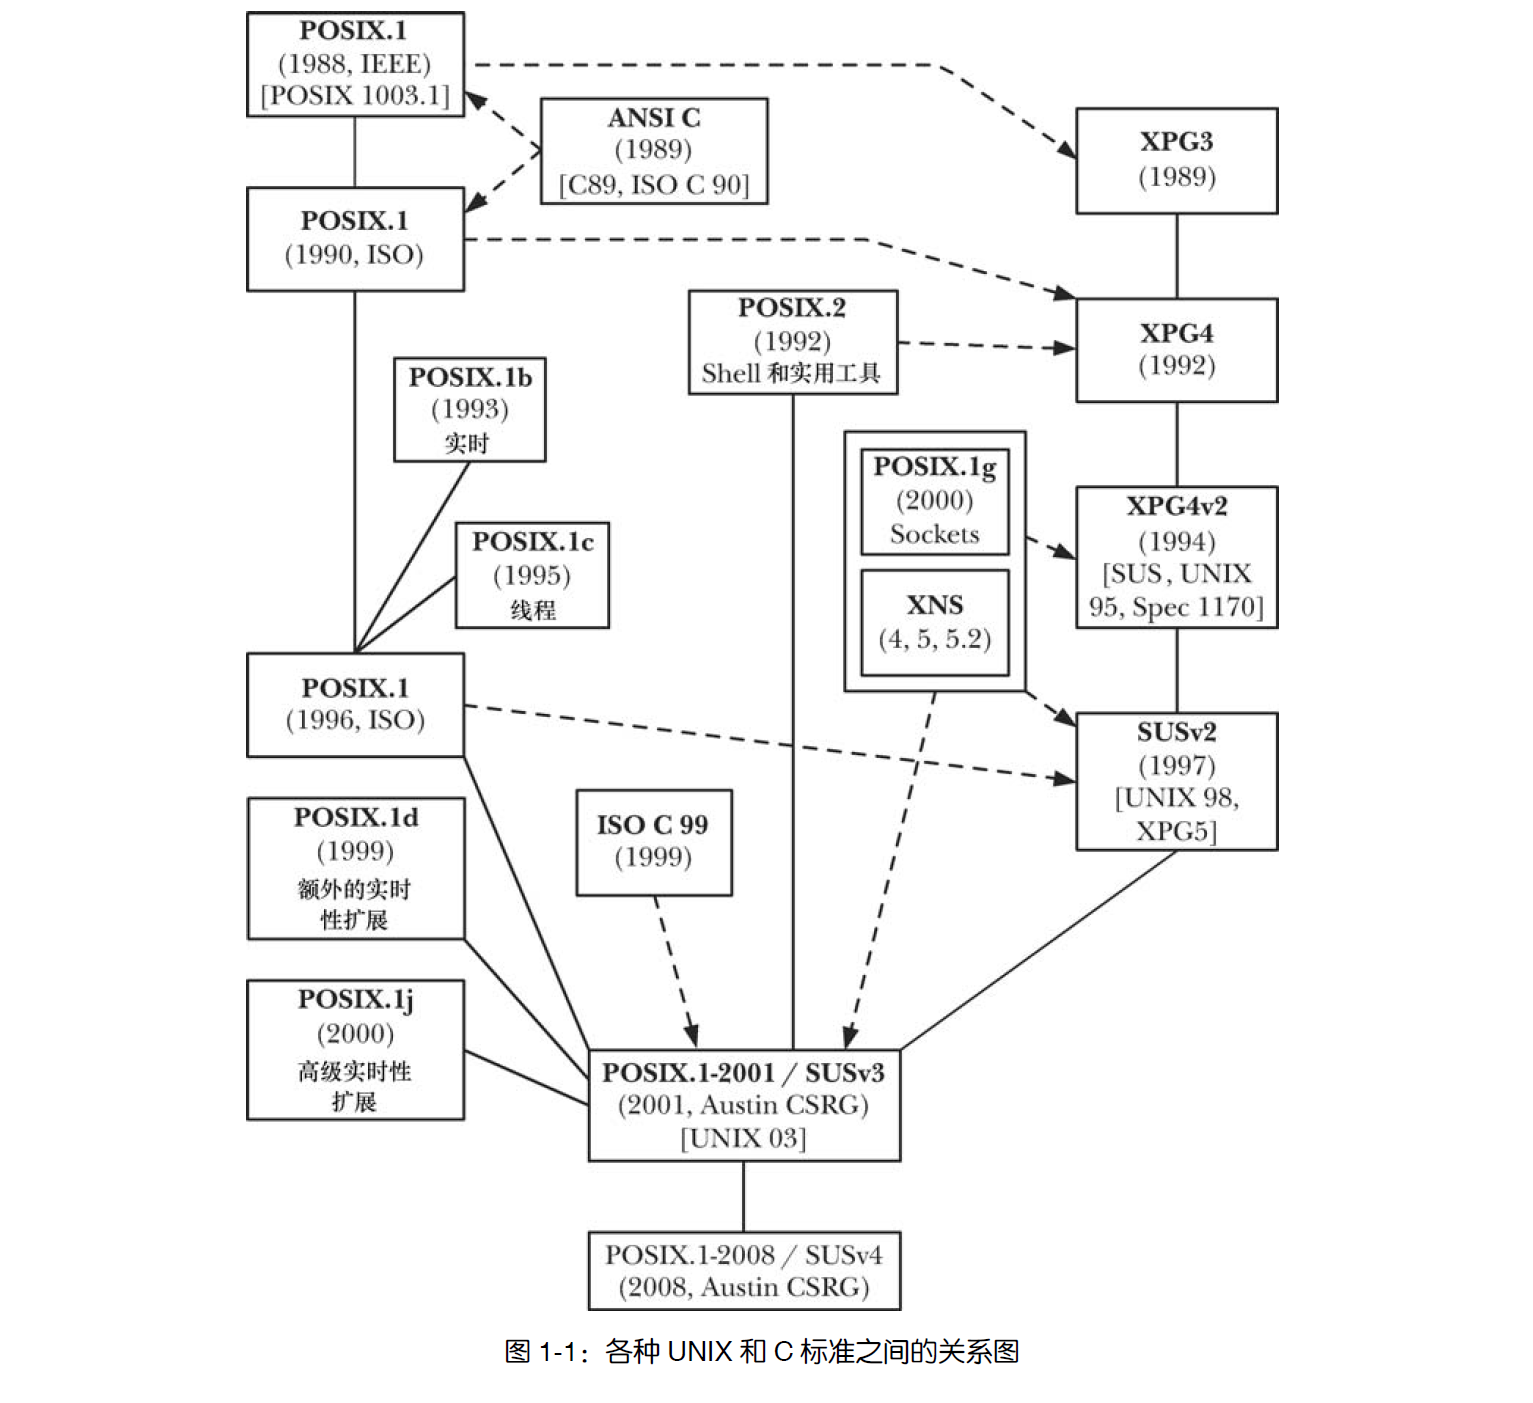 POSIX.1
(1988, IEEE)
[POSIX 1003.1]
ANSI C
(1989)
[C89, ISO C 90]
XPG3
(1989)
POSIX.1
(1990, ISO)
POSIX.2
(1992)
Shell 和实用工具
XPG4
(1992)
POSIX.1b
(1993)
实时
POSIX.1g
(2000)
Sockets
XPG4v2
(1994)
[SUS, UNIX
95, Spec 1170]
POSIX.1c
(1995)
线程
XNS
(4, 5, 5.2)
POSIX.1
(1996, ISO)
SUSv2
(1997)
[UNIX 98,
XPG5]
POSIX.1d
(1999)
额外的实时
性扩展
ISO C 99
(1999)
POSIX.1j
(2000)
高级实时性
扩展
POSIX.1-2001 / SUSv3
(2001, Austin CSRG)
[UNIX 03]
POSIX.1-2008 / SUSv4
(2008, Austin CSRG)
图 1-1：各种 UNIX 和 C 标准之间的关系图